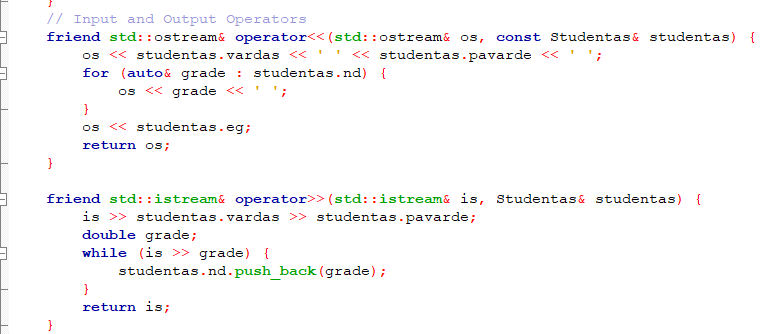 }
// Input and Output Operators
friend std::ostream& operator<<(std::ostream& os, const Studentas& studentas) {
os << studentas.vardas << ' ' << studentas.pavarde << ' ';
for (auto& grade : studentas.nd) {
os << grade << ' ';
}
os << studentas.eg;
return os;
}
friend std::istream& operator>>(std::istream& is, Studentas& studentas) {
is >> studentas.vardas >> studentas.pavarde;
double grade;
while (is >> grade) {
studentas.nd.push_back(grade);
}
return is;
}